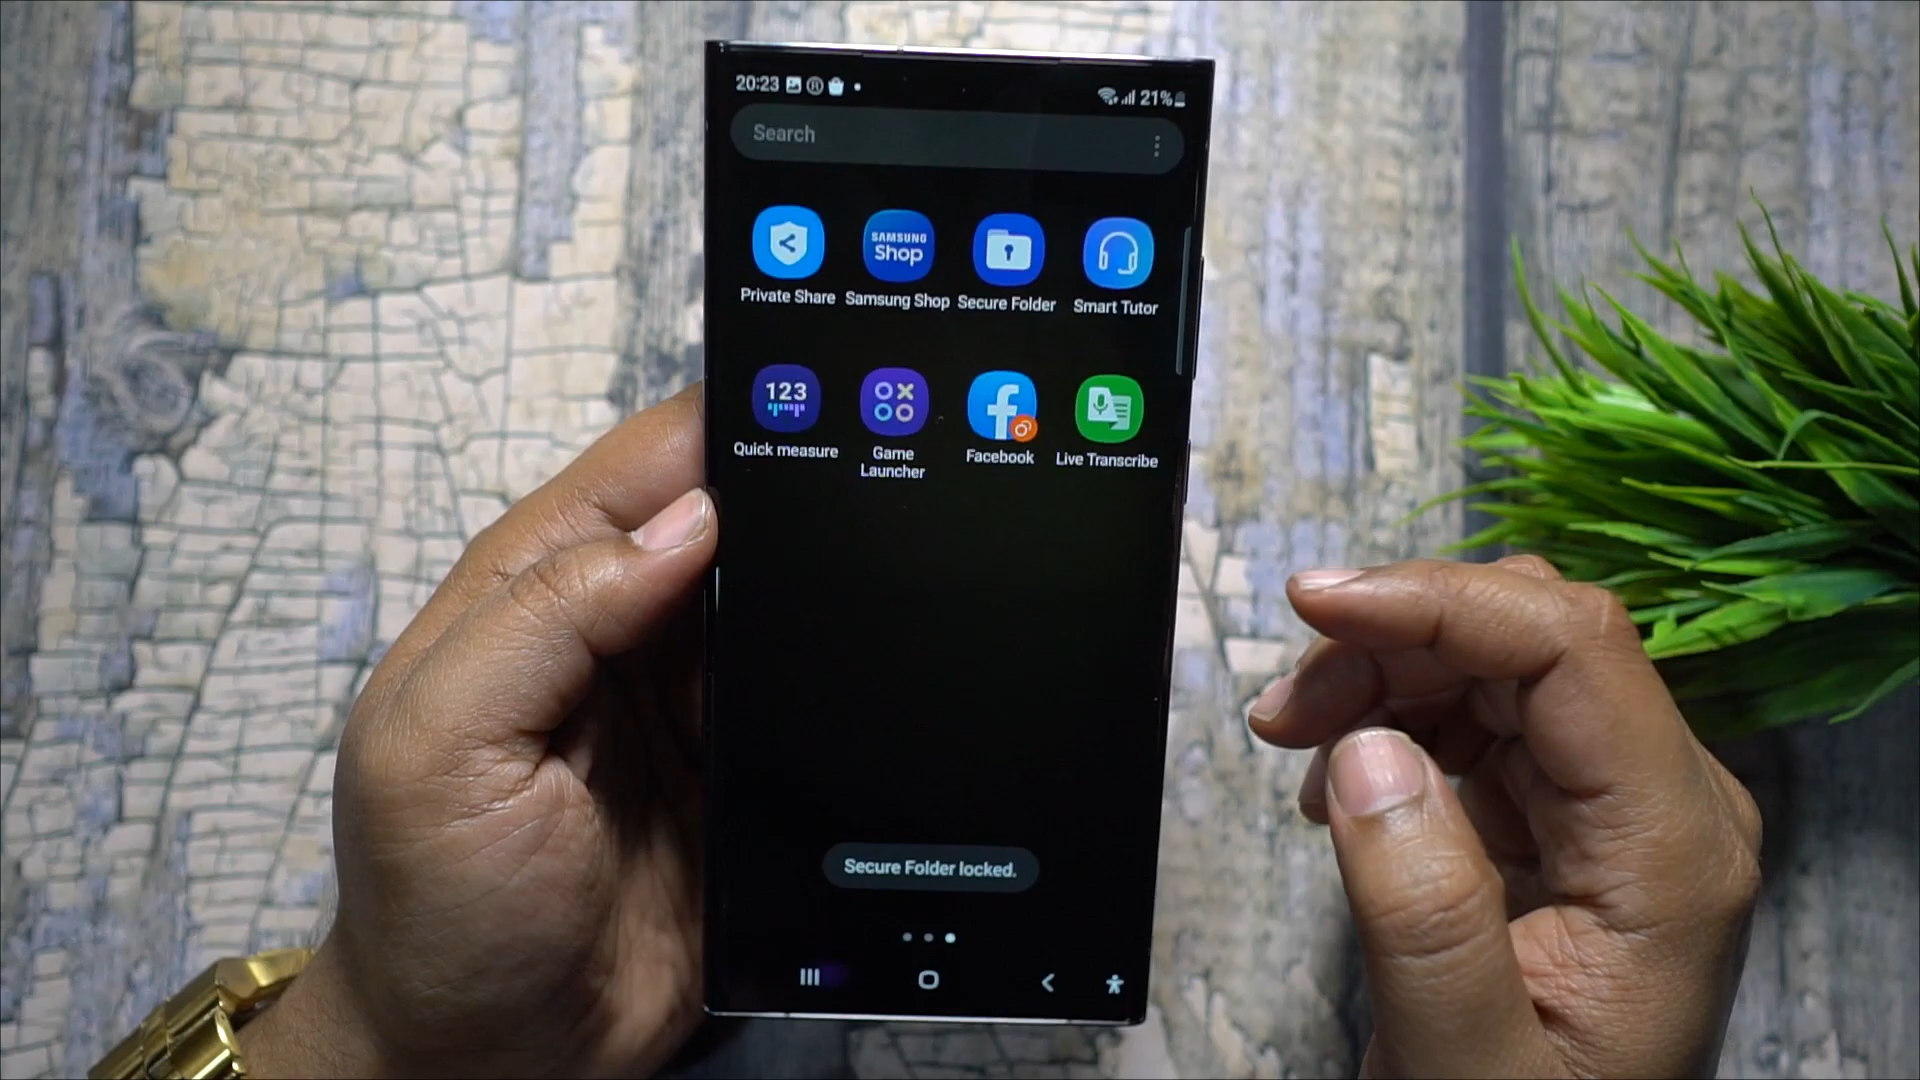 20:23
21%
Search
SAMSUNG
Shop
Private Share
Samsung Shop
Secure Folder
Smart Tutor
123
Quick measure
Game
Launcher
Facebook
Live Transcribe
Secure Folder locked.